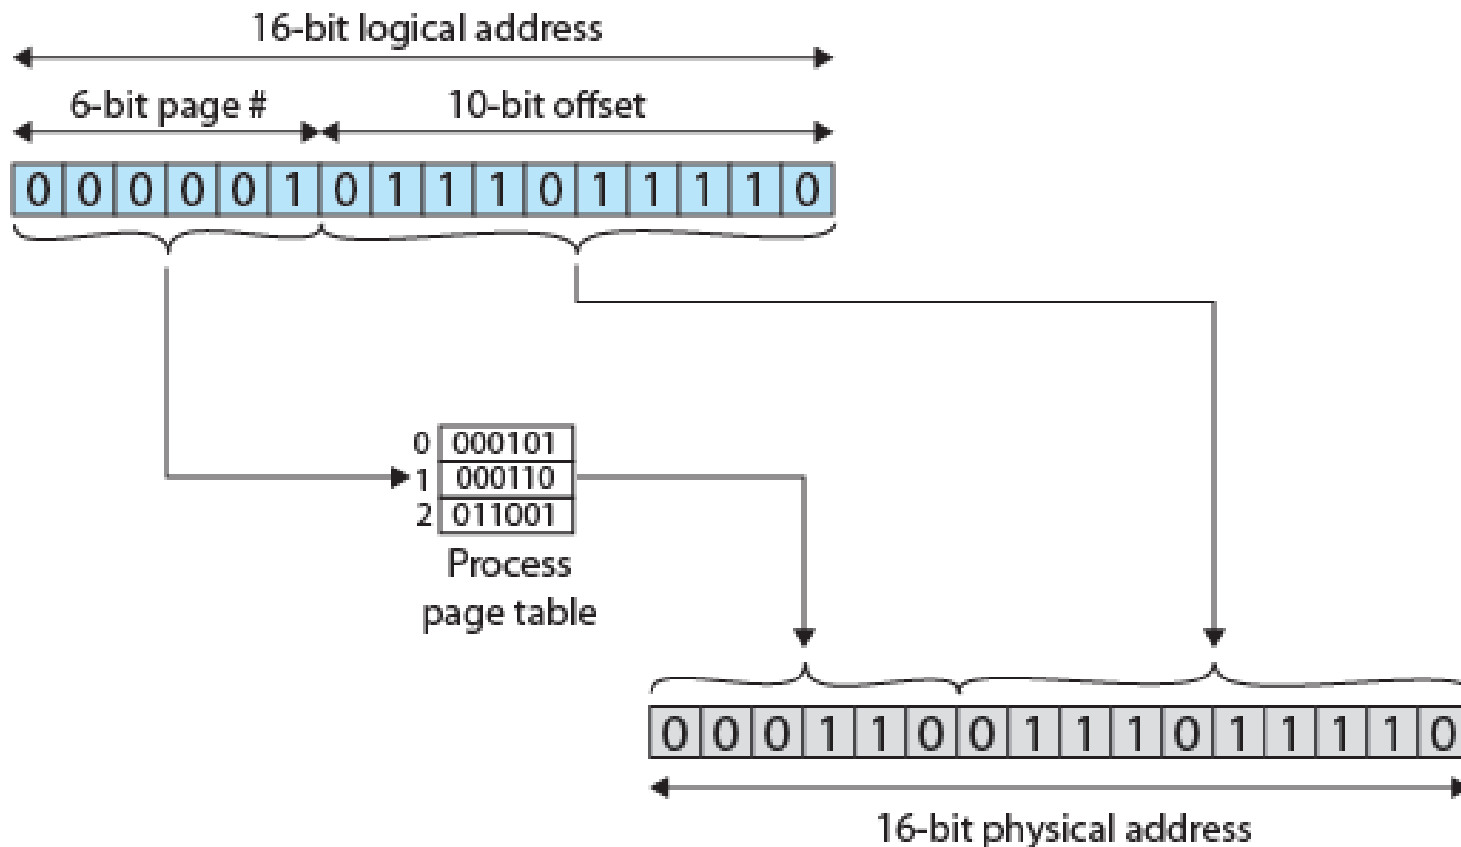 16-bit logical address
6-bit page # 10-bit offset
0 0 0 0 0 1 0 1 1 1 0 1 1 1 1 0
0 000101
1 000110
2 011001
Process
page table
0 0 0 1 1 0 0 1 1 1 0 1 1 1 1 0
16-bit physical address